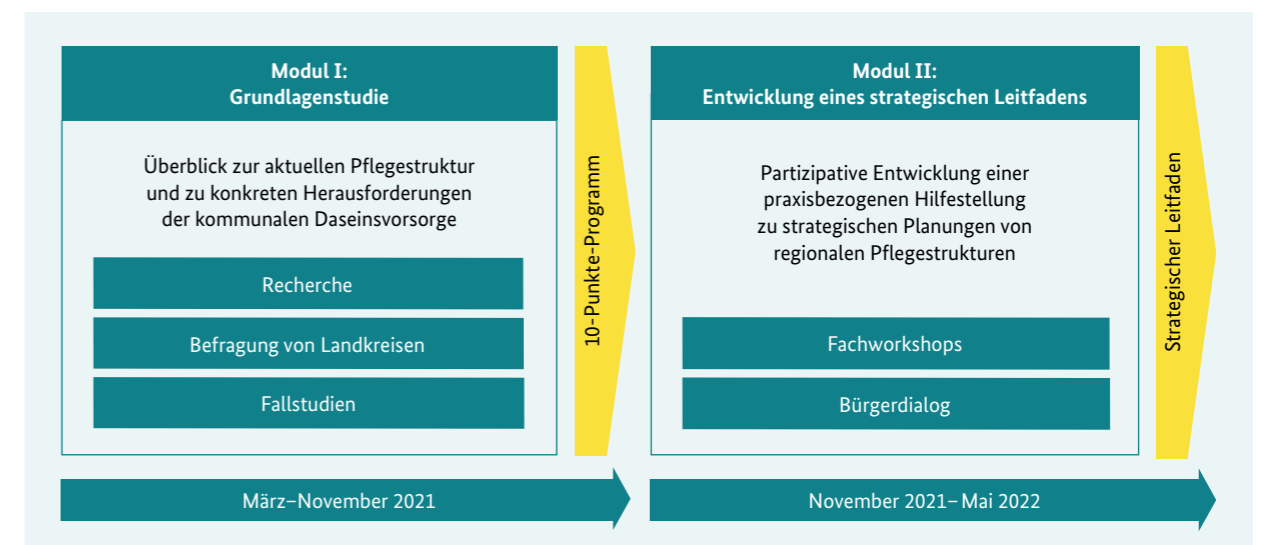 Modul I:
Grundlagenstudie
Überblick zur aktuellen Pflegestruktur
und zu konkreten Herausforderungen
der kommunalen Daseinsvorsorge
Recherche
Befragung von Landkreisen
Fallstudien
10-Punkte-Programm
März–November 2021
Modul II:
Entwicklung eines strategischen Leitfadens
Partizipative Entwicklung einer
praxisbezogenen Hilfestellung
zu strategischen Planungen von
regionalen Pflegestrukturen
Fachworkshops
Bürgerdialog
Strategischer Leitfaden
November 2021– Mai 2022